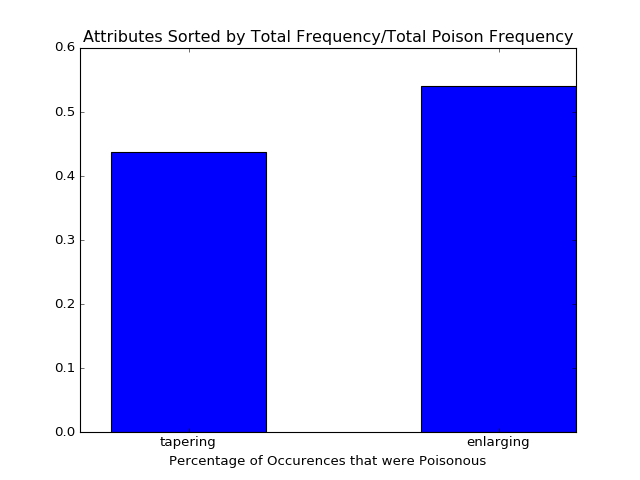 Attributes Sorted by Total Frequency/Total Poison Frequency
0.6
0.5
0.4
0.3
0.2
0.1
0.0
tapering enlarging
Percentage of Occurences that were Poisonous